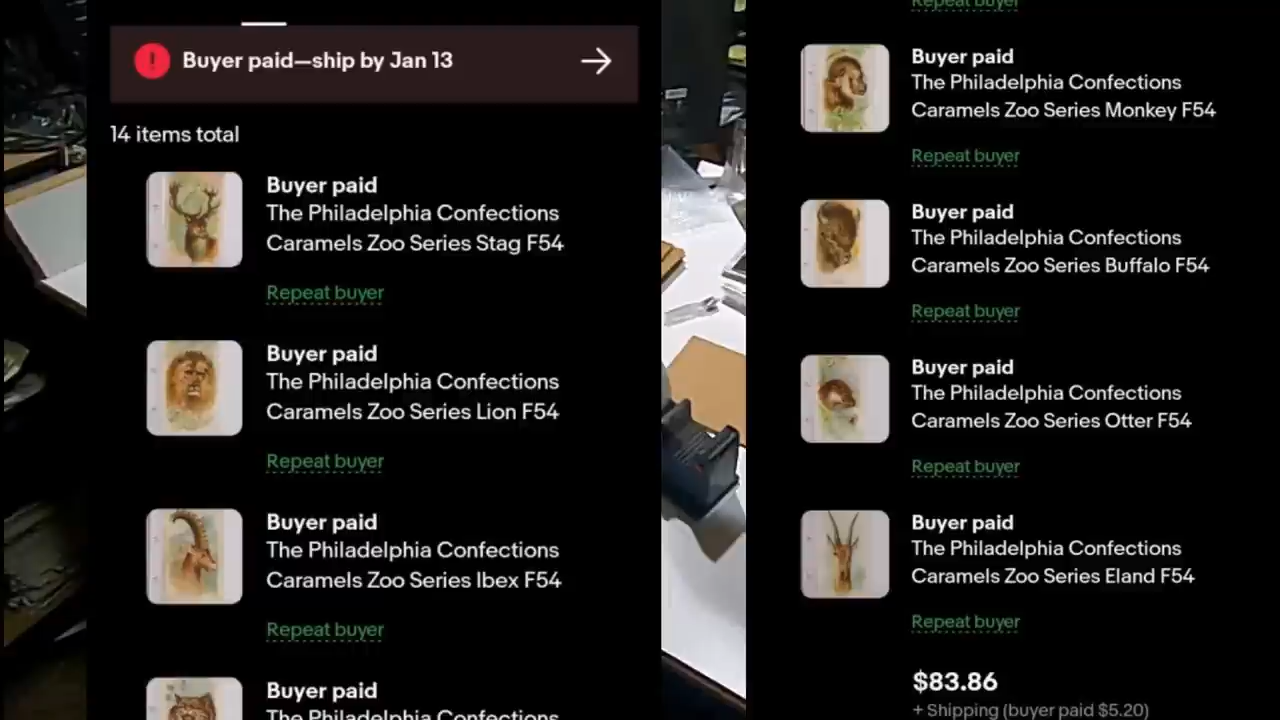 Buyer paid—ship by Jan 13
14 items total
Buyer paid
The Philadelphia Confections
Caramels Zoo Series Stag F54
Repeat buyer
Buyer paid
The Philadelphia Confections
Caramels Zoo Series Lion F54
Repeat buyer
Buyer paid
The Philadelphia Confections
Caramels Zoo Series Ibex F54
Repeat buyer
Buyer paid
The Philadelphia Confections
Repeat buyer
Buyer paid
The Philadelphia Confections
Caramels Zoo Series Monkey F54
Repeat buyer
Buyer paid
The Philadelphia Confections
Caramels Zoo Series Buffalo F54
Repeat buyer
Buyer paid
The Philadelphia Confections
Caramels Zoo Series Otter F54
Repeat buyer
Buyer paid
The Philadelphia Confections
Caramels Zoo Series Eland F54
Repeat buyer
$83.86
+ Shipping (buyer paid $5.20)